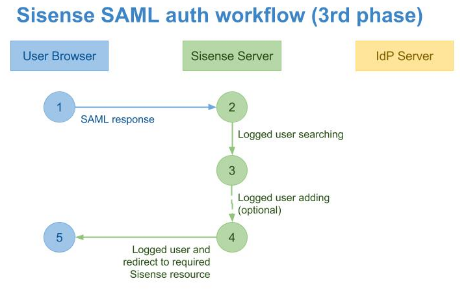 Sisense SAML auth workflow (3rd phase)
User Browser
Sisense Server
IdP Server
1
2
SAML response
Logged user searching
3
Logged user adding
(optional)
5
4
Logged user and
redirect to required
Sisense resource